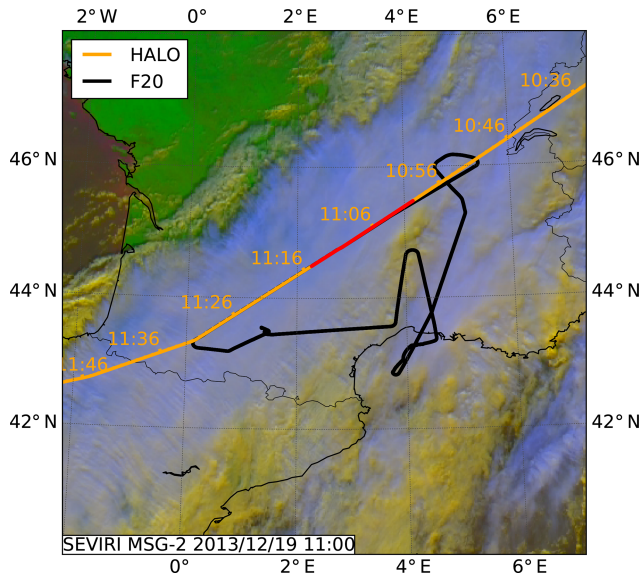 2° W 0° 2° E 4° E 6° E
HALO
F20
10:36
10:46
46° N 46° N
10:56
11:06
11:16
44° N 44° N
11:26
11:36
11:46
42° N 42° N
SEVIRI MSG-2 2013/12/19 11:00
0° 2° E 4° E 6° E